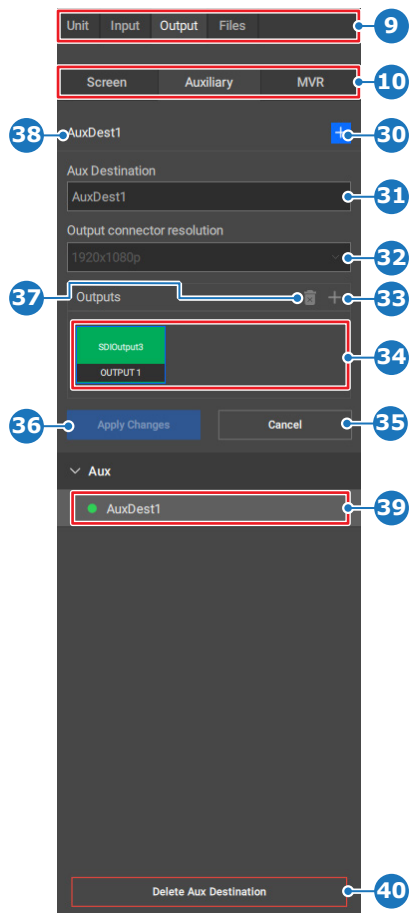 Unit Input Output Files 9
Screen Auxiliary MVR 10
38 AuxDest1 + 30
Aux Destination
AuxDest1 31
Output connector resolution
1920x1080p 32
37 Outputs + 33
SDIOutput3
OUTPUT 1
34
36 Apply Changes Cancel 35
Aux
AuxDest1 39
Delete Aux Destination 40